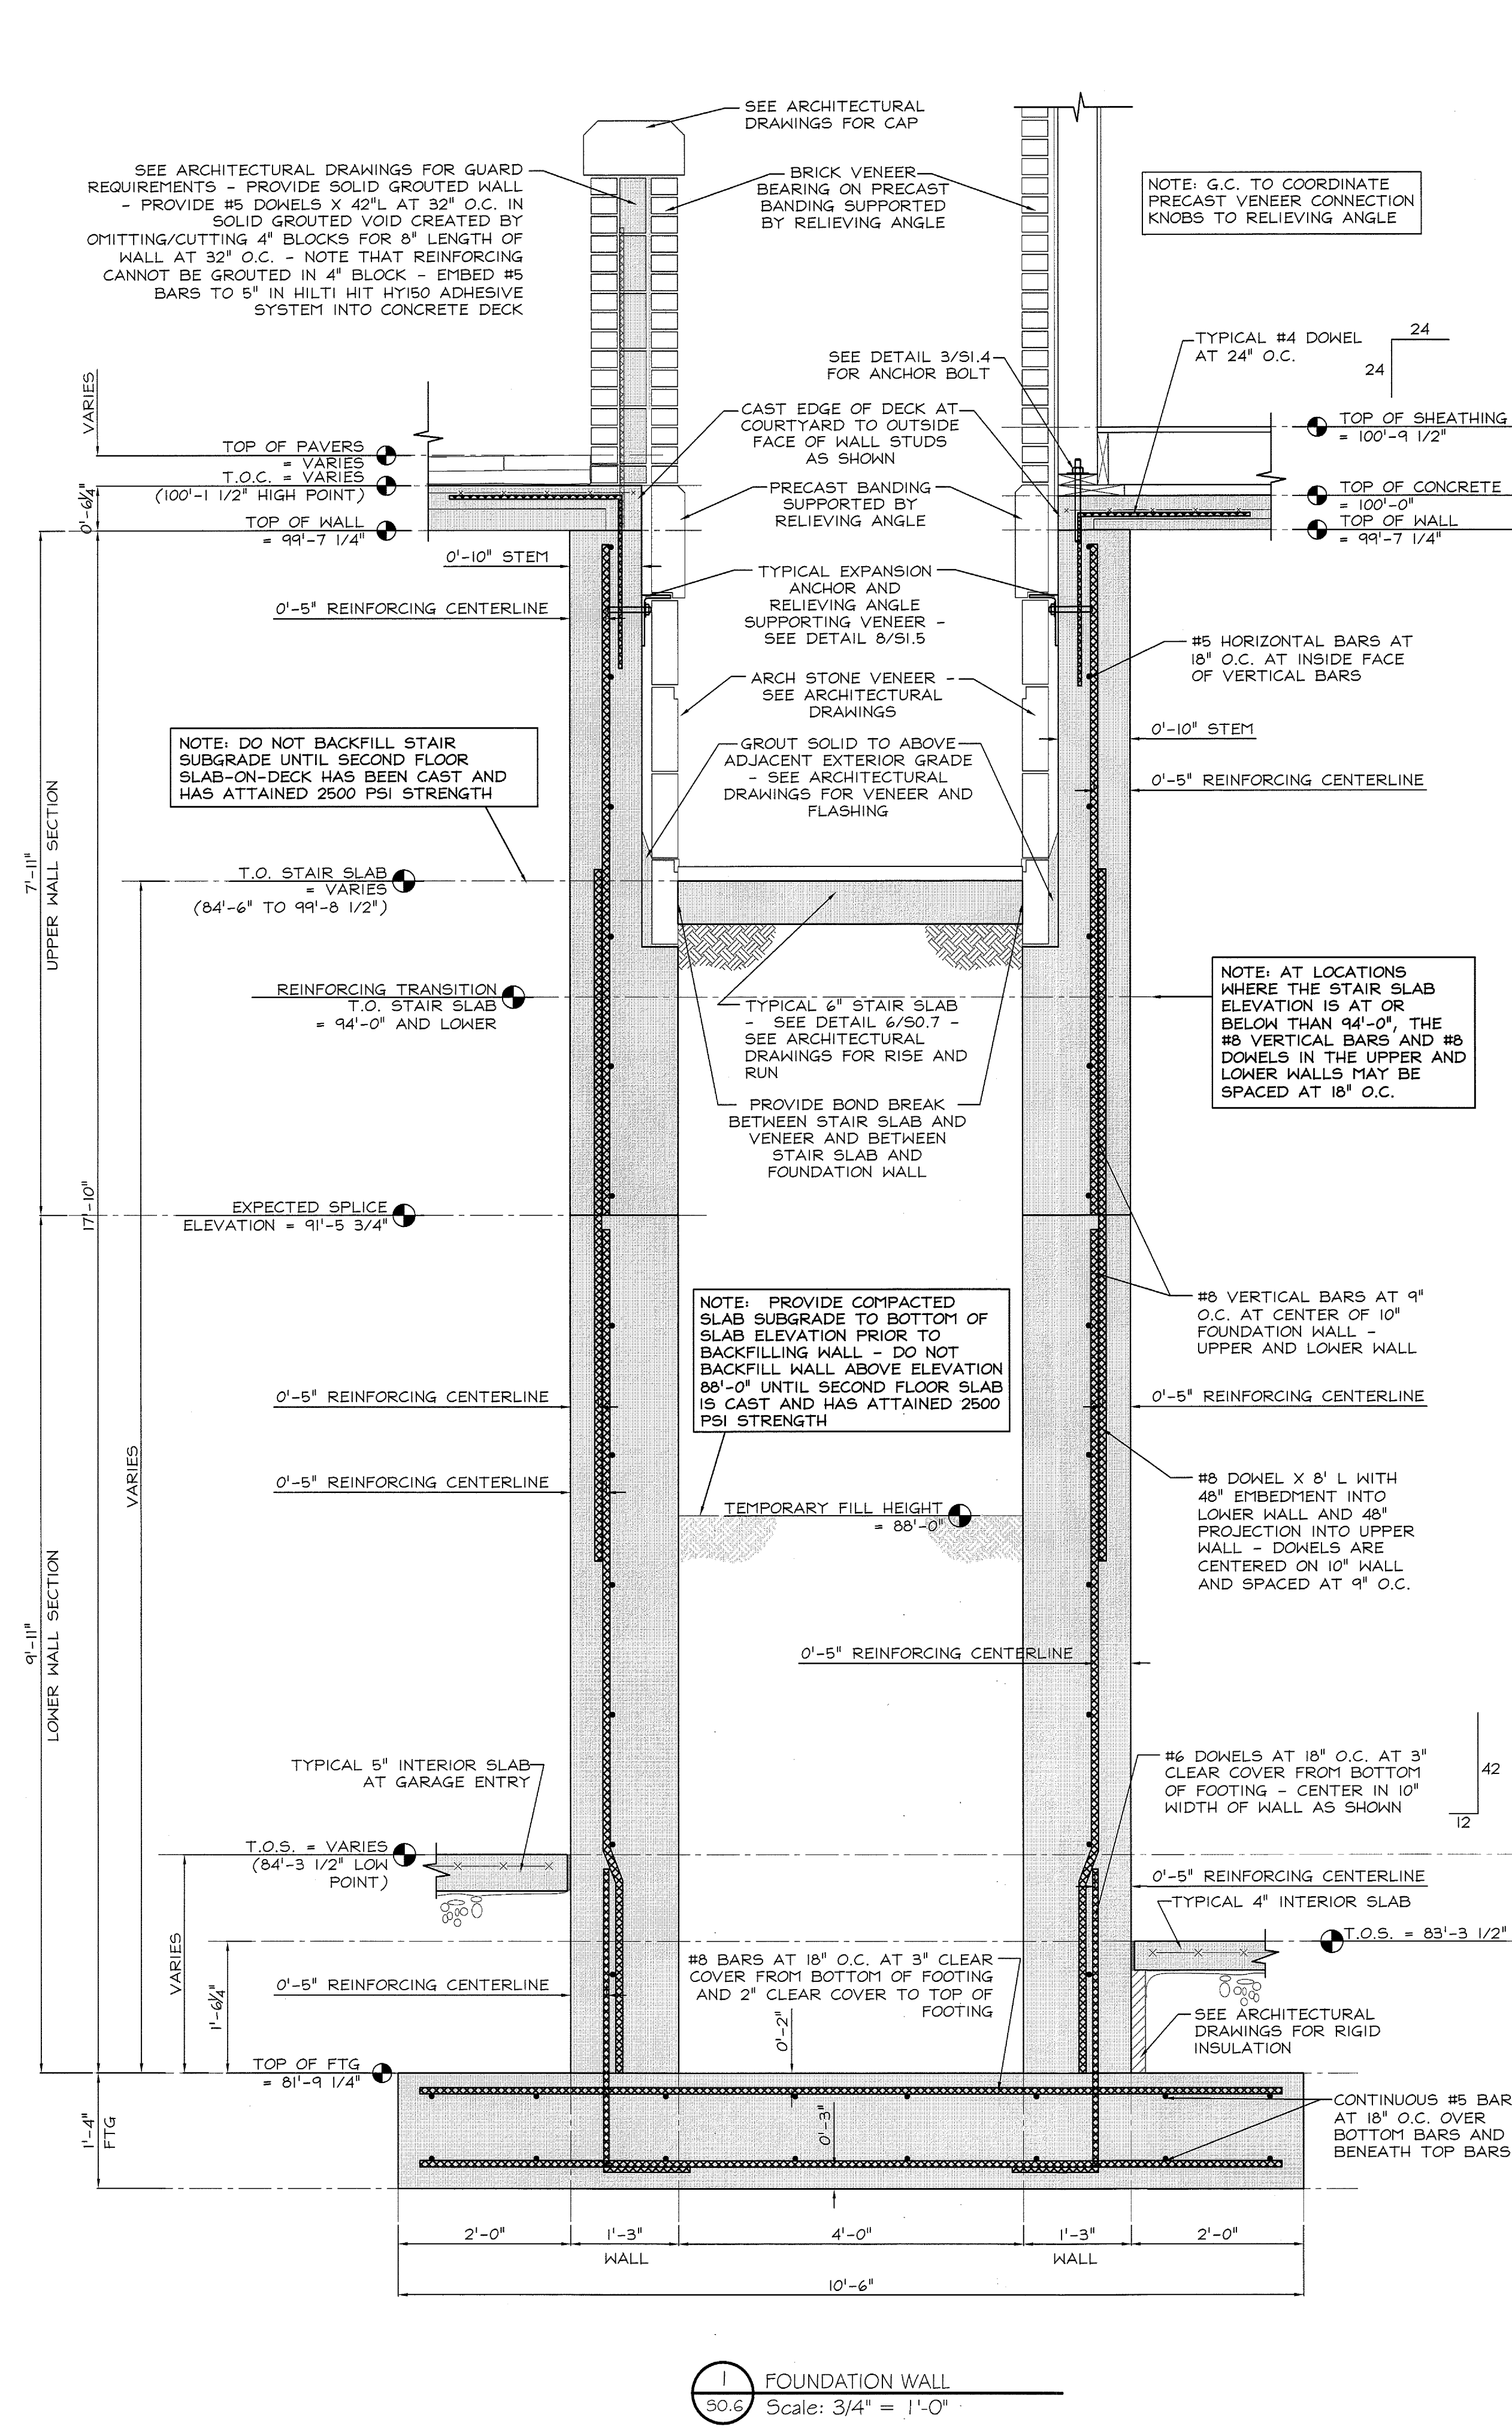 SEE ARCHITECTURAL
DRAWINGS FOR CAP
SEE ARCHITECTURAL DRAWINGS FOR GUARD
REQUIREMENTS - PROVIDE SOLID GROUTED WALL
- PROVIDE #5 DOWELS X 42"L AT 32" O.C. IN
SOLID GROUTED VOID CREATED BY
OMITTING/CUTTING 4" BLOCKS FOR 8" LENGTH OF
WALL AT 32" O.C. - NOTE THAT REINFORCING
CANNOT BE GROUTED IN 4" BLOCK - EMBED #5
BARS TO 5" IN HILTI HIT HY150 ADHESIVE
SYSTEM INTO CONCRETE DECK
BRICK VENEER
BEARING ON PRECAST
BANDING SUPPORTED
BY RELIEVING ANGLE
NOTE: G.C. TO COORDINATE
PRECAST VENEER CONNECTION
KNOBS TO RELIEVING ANGLE
SEE DETAIL 3/S1.4
FOR ANCHOR BOLT
TYPICAL #4 DOWEL
AT 24" O.C.
24
24
VARIES
TOP OF PAVERS
= VARIES
T.O.C. = VARIES
(100'-1 1/2" HIGH POINT)
0'-6¼"
TOP OF WALL
= 99'-7 1/4"
CAST EDGE OF DECK AT
COURTYARD TO OUTSIDE
FACE OF WALL STUDS
AS SHOWN
TOP OF SHEATHING
= 100'-9 1/2"
TOP OF CONCRETE
= 100'-0"
TOP OF WALL
= 99'-7 1/4"
PRECAST BANDING
SUPPORTED BY
RELIEVING ANGLE
0'-10" STEM
0'-5" REINFORCING CENTERLINE
TYPICAL EXPANSION
ANCHOR AND
RELIEVING ANGLE
SUPPORTING VENEER -
SEE DETAIL 8/S1.5
#5 HORIZONTAL BARS AT
18" O.C. AT INSIDE FACE
OF VERTICAL BARS
ARCH STONE VENEER -
SEE ARCHITECTURAL
DRAWINGS
0'-10" STEM
0'-5" REINFORCING CENTERLINE
NOTE: DO NOT BACKFILL STAIR
SUBGRADE UNTIL SECOND FLOOR
SLAB-ON-DECK HAS BEEN CAST AND
HAS ATTAINED 2500 PSI STRENGTH
GROUT SOLID TO ABOVE
ADJACENT EXTERIOR GRADE
- SEE ARCHITECTURAL
DRAWINGS FOR VENEER AND
FLASHING
7'-11"
UPPER WALL SECTION
T.O. STAIR SLAB
= VARIES
(84'-6" TO 99'-8 1/2")
REINFORCING TRANSITION
T.O. STAIR SLAB
= 94'-0" AND LOWER
TYPICAL 6" STAIR SLAB
- SEE DETAIL 6/S0.7 -
SEE ARCHITECTURAL
DRAWINGS FOR RISE AND
RUN
NOTE: AT LOCATIONS
WHERE THE STAIR SLAB
ELEVATION IS AT OR
BELOW THAN 94'-0", THE
#8 VERTICAL BARS AND #8
DOWELS IN THE UPPER AND
LOWER WALLS MAY BE
SPACED AT 18" O.C.
PROVIDE BOND BREAK
BETWEEN STAIR SLAB AND
VENEER AND BETWEEN
STAIR SLAB AND
FOUNDATION WALL
17'-10"
EXPECTED SPLICE
ELEVATION = 91'-5 3/4"
NOTE: PROVIDE COMPACTED
SLAB SUBGRADE TO BOTTOM OF
SLAB ELEVATION PRIOR TO
BACKFILLING WALL - DO NOT
BACKFILL WALL ABOVE ELEVATION
88'-0" UNTIL SECOND FLOOR SLAB
IS CAST AND HAS ATTAINED 2500
PSI STRENGTH
#8 VERTICAL BARS AT 9"
O.C. AT CENTER OF 10"
FOUNDATION WALL -
UPPER AND LOWER WALL
0'-5" REINFORCING CENTERLINE
0'-5" REINFORCING CENTERLINE
0'-5" REINFORCING CENTERLINE
VARIES
TEMPORARY FILL HEIGHT
= 88'-0"
#8 DOWEL X 8' L WITH
48" EMBEDMENT INTO
LOWER WALL AND 48"
PROJECTION INTO UPPER
WALL - DOWELS ARE
CENTERED ON 10" WALL
AND SPACED AT 9" O.C.
9'-11"
LOWER WALL SECTION
0'-5" REINFORCING CENTERLINE
TYPICAL 5" INTERIOR SLAB
AT GARAGE ENTRY
#6 DOWELS AT 18" O.C. AT 3"
CLEAR COVER FROM BOTTOM
OF FOOTING - CENTER IN 10"
WIDTH OF WALL AS SHOWN
42
12
T.O.S. = VARIES
(84'-3 1/2" LOW
POINT)
0'-5" REINFORCING CENTERLINE
TYPICAL 4" INTERIOR SLAB
T.O.S. = 83'-3 1/2"
VARIES
1'-6¼"
0'-5" REINFORCING CENTERLINE
#8 BARS AT 18" O.C. AT 3" CLEAR
COVER FROM BOTTOM OF FOOTING
AND 2" CLEAR COVER TO TOP OF
FOOTING
0'-2"
SEE ARCHITECTURAL
DRAWINGS FOR RIGID
INSULATION
TOP OF FTG
= 81'-9 1/4"
1'-4"
FTG
0'-3"
CONTINUOUS #5 BAR
AT 18" O.C. OVER
BOTTOM BARS AND
BENEATH TOP BARS
2'-0"
1'-3"
4'-0"
1'-3"
2'-0"
WALL
WALL
10'-6"
1
S0.6
FOUNDATION WALL
Scale: 3/4" = 1'-0"